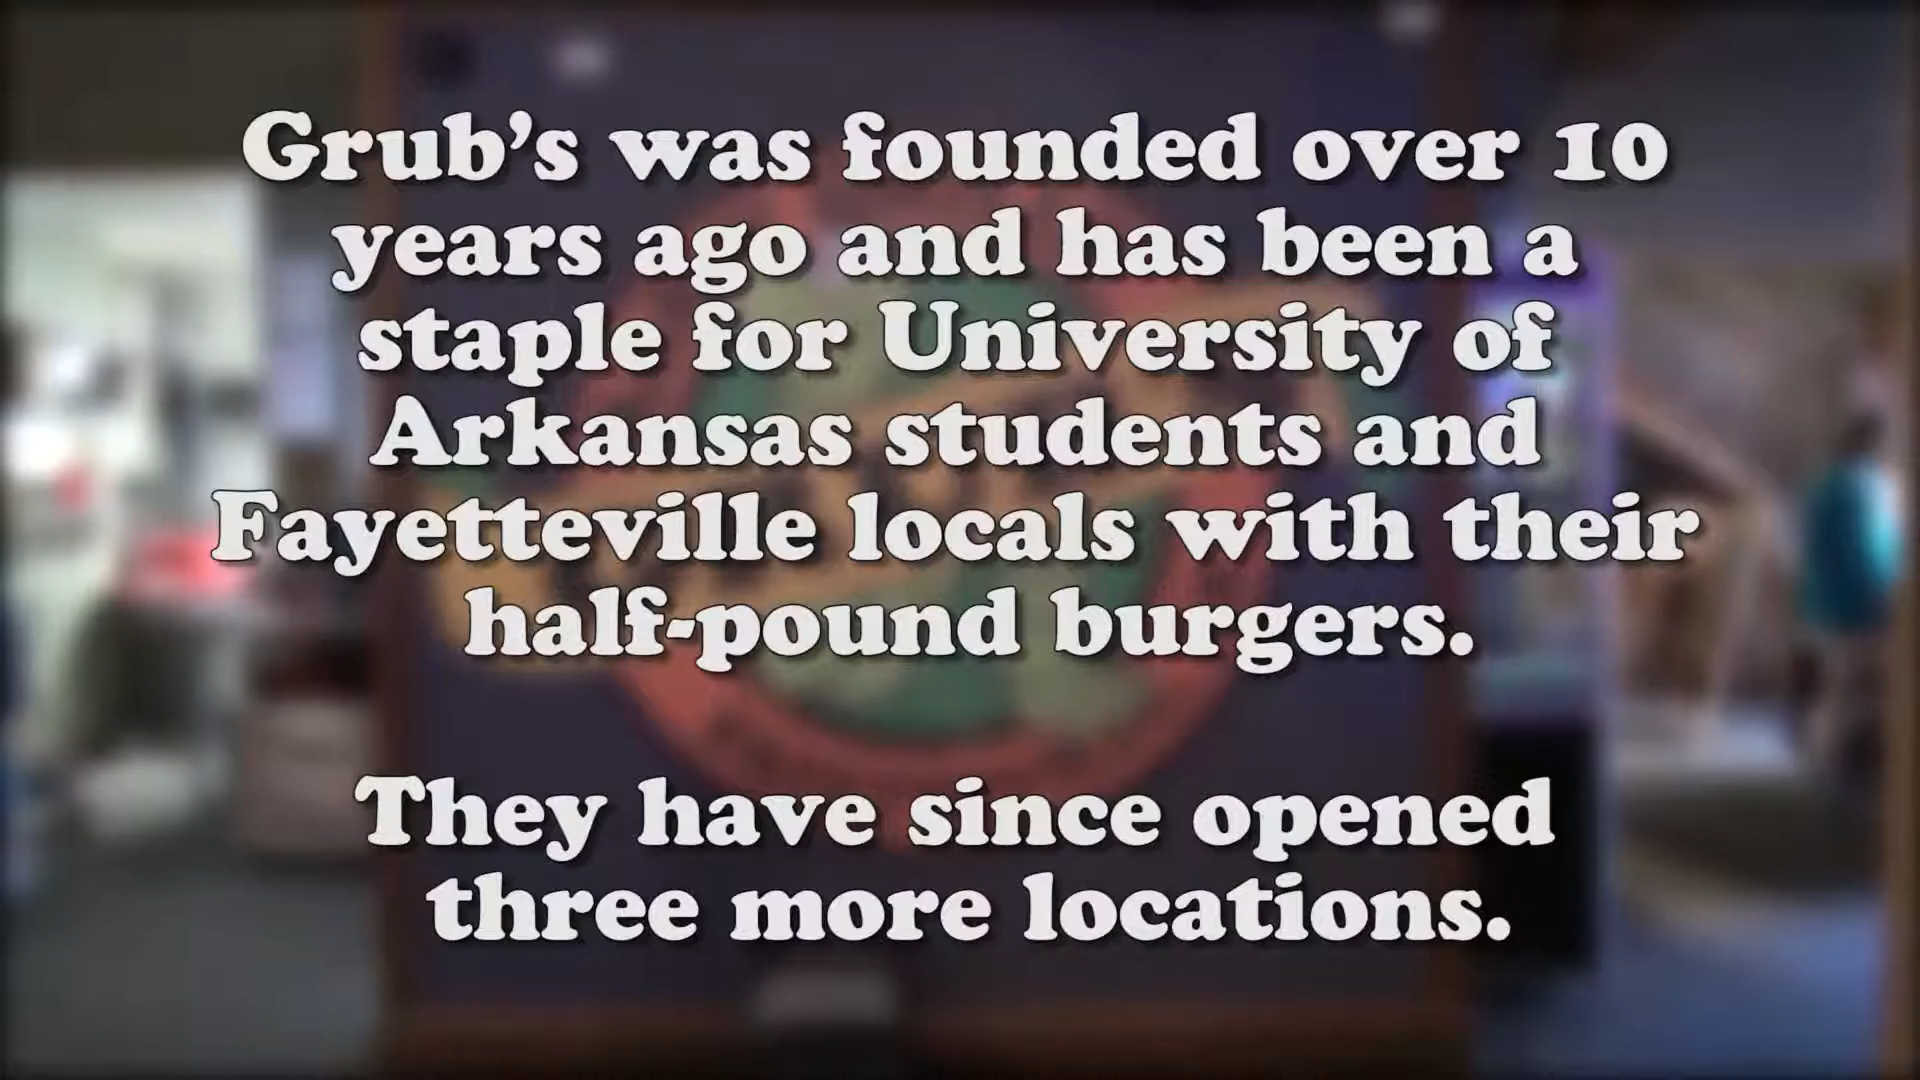 Grub’s was founded over 10
years ago and has been a
staple for University of
Arkansas students and
Fayetteville locals with their
half-pound burgers.
They have since opened
three more locations.